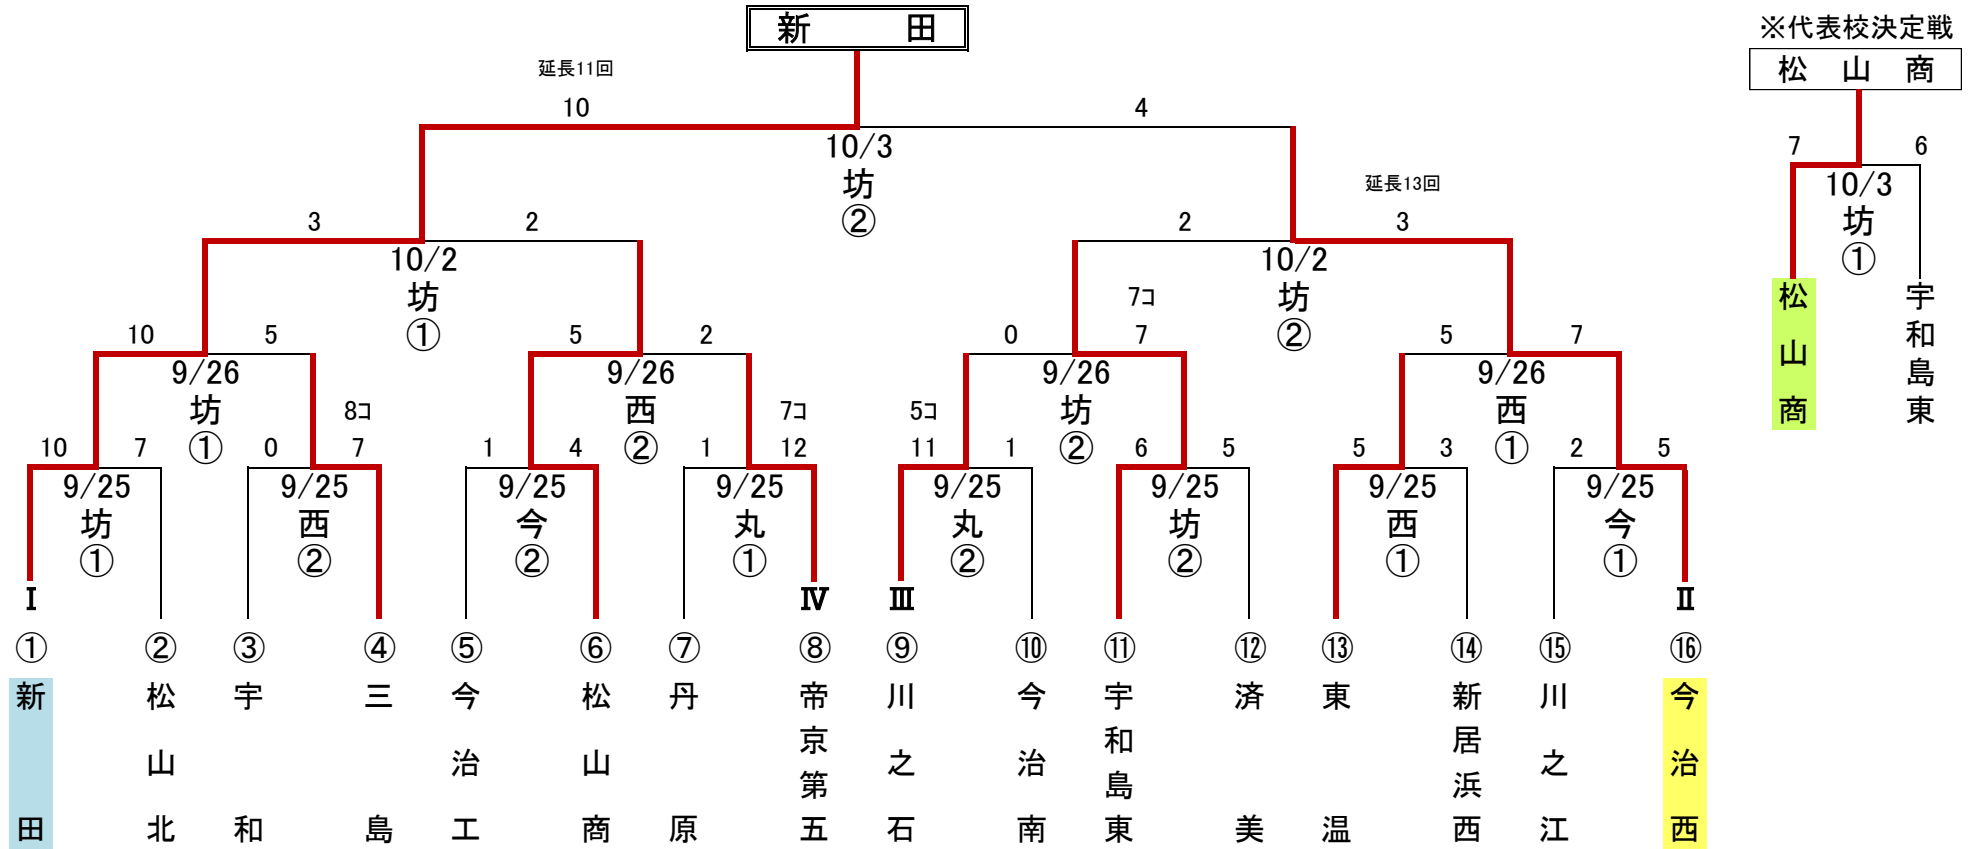 新 田
※代表校決定戦
松 山 商
延長11回
10 4
10/3
坊
②
7 6
10/3
坊
①
松山商
宇和島東
延長13回
3 2 2 3
10/2 10/2
坊 坊
① ②
7コ
10 5 5 2 0 7 5 7
9/26 9/26 9/26 9/26
坊 西 坊 西
① ② ② ①
8コ 7コ 5コ
10 7 0 7 1 4 1 12 11 1 6 5 5 3 2 5
9/25 9/25 9/25 9/25 9/25 9/25 9/25 9/25
坊 西 今 丸 丸 坊 西 今
① ② ② ① ② ② ① ①
Ⅰ Ⅳ Ⅲ Ⅱ
① ② ③ ④ ⑤ ⑥ ⑦ ⑧ ⑨ ⑩ ⑪ ⑫ ⑬ ⑭ ⑮ ⑯
新田
松山北
宇和
三島
今治工
松山商
丹原
帝京第五
川之石
今治南
宇和島東
済美
東温
新居浜西
川之江
今治西